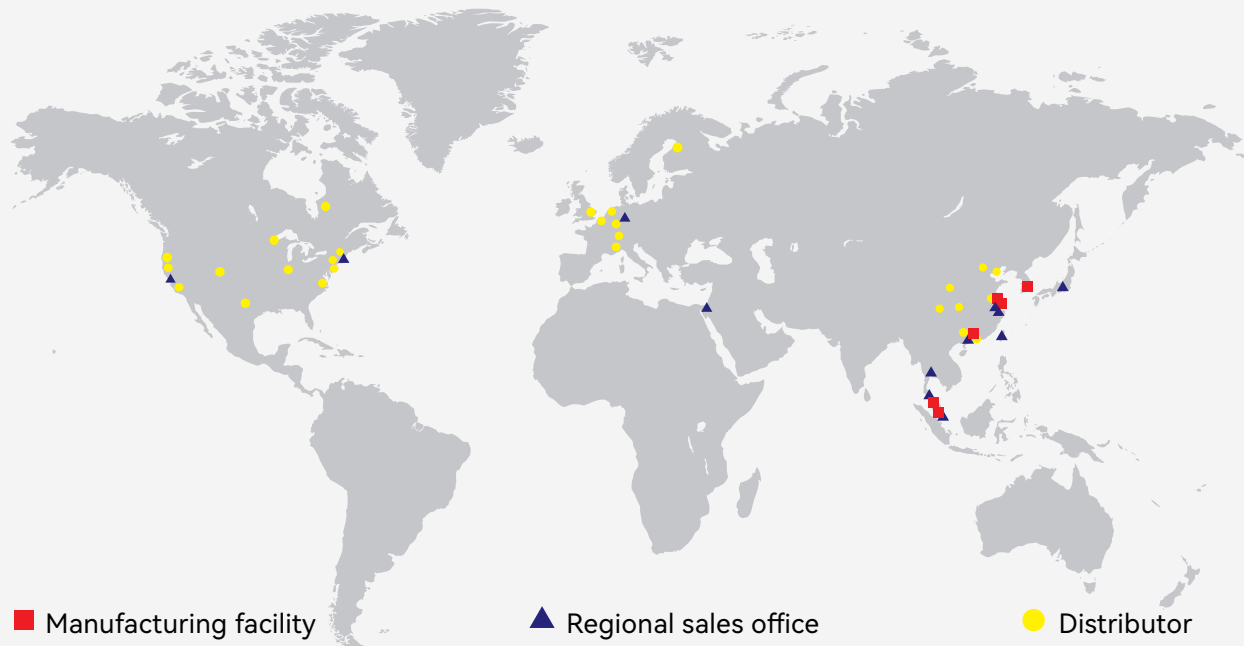 Manufacturing facility
Regional sales office
Distributor